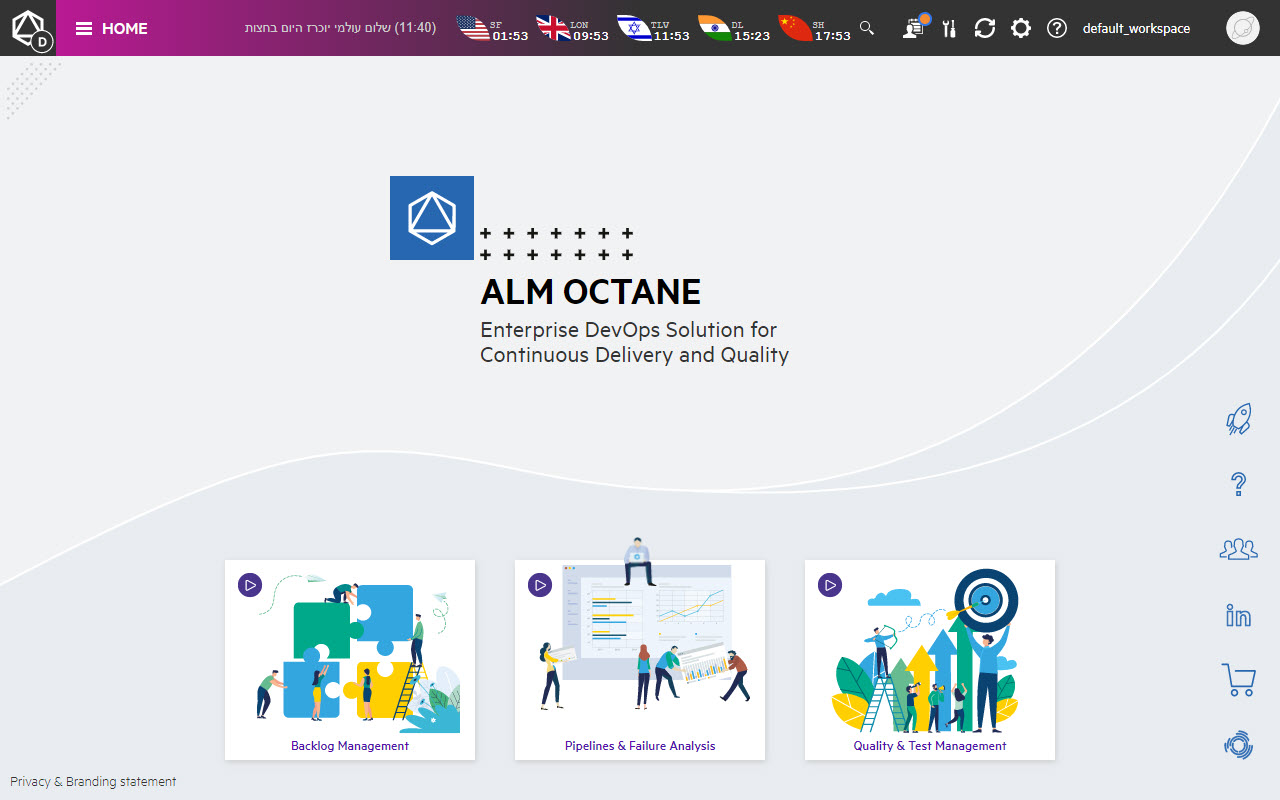 D
HOME
(11:40) שלום עולמי יוכרז היום בחצות
SF
01:53
LON
09:53
TLV
11:53
DL
15:23
SH
17:53
default_workspace
ALM OCTANE
Enterprise DevOps Solution for
Continuous Delivery and Quality
Backlog Management
Pipelines & Failure Analysis
Quality & Test Management
Privacy & Branding statement